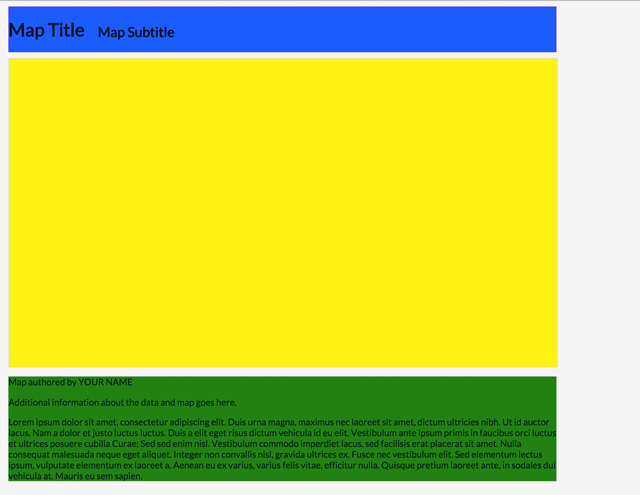 Map Title Map Subtitle
Map authored by YOUR NAME
Additional information about the data and map goes here.
Lorem ipsum dolor sit amet, consectetur adipiscing elit. Duis urna magna, maximus nec laoreet sit amet, dictum ultricies nibh. Ut id auctor
lacus. Nam a dolor et justo luctus luctus. Duis a elit eget risus dictum vehicula id eu elit. Vestibulum ante ipsum primis in faucibus orci luctus
et ultrices posuere cubilia Curae; Sed sed enim nisl. Vestibulum commodo imperdiet lacus, sed facilisis erat placerat sit amet. Nulla
consequat malesuada neque eget aliquet. Integer non convallis nisl, gravida ultrices ex. Fusce nec vestibulum elit. Sed elementum lectus
ipsum, vulputate elementum ex laoreet a. Aenean eu ex varius, varius felis vitae, efficitur nulla. Quisque pretium laoreet ante, in sodales dui
vehicula at. Mauris eu sem sapien.